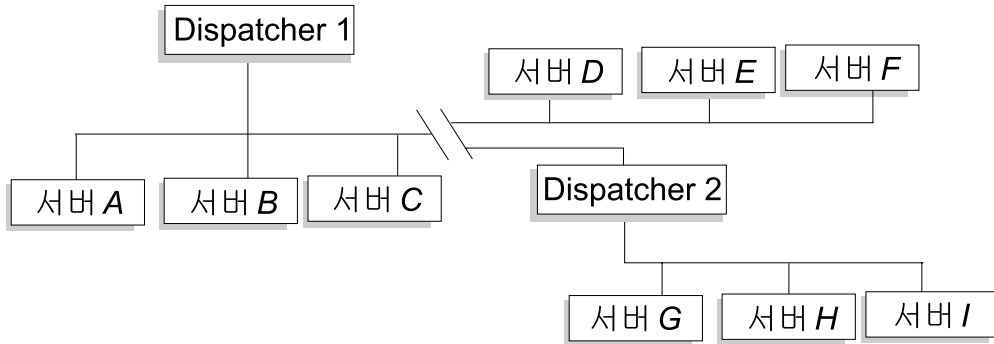 Dispatcher 1
서버 D
서버 E
서버 F
서버 A
서버 B
서버 C
Dispatcher 2
서버 G
서버 H
서버 I